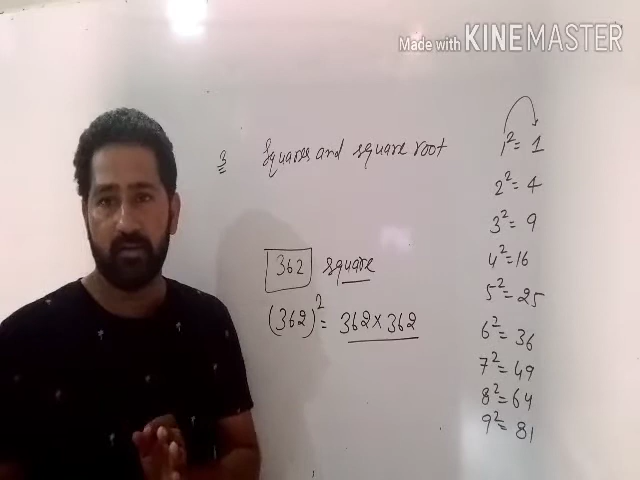 Made with KINEMASTER
3 Squares and square root
362 square
(362)² = 362 × 362
1² = 1
2² = 4
3² = 9
4² = 16
5² = 25
6² = 36
7² = 49
8² = 64
9² = 81